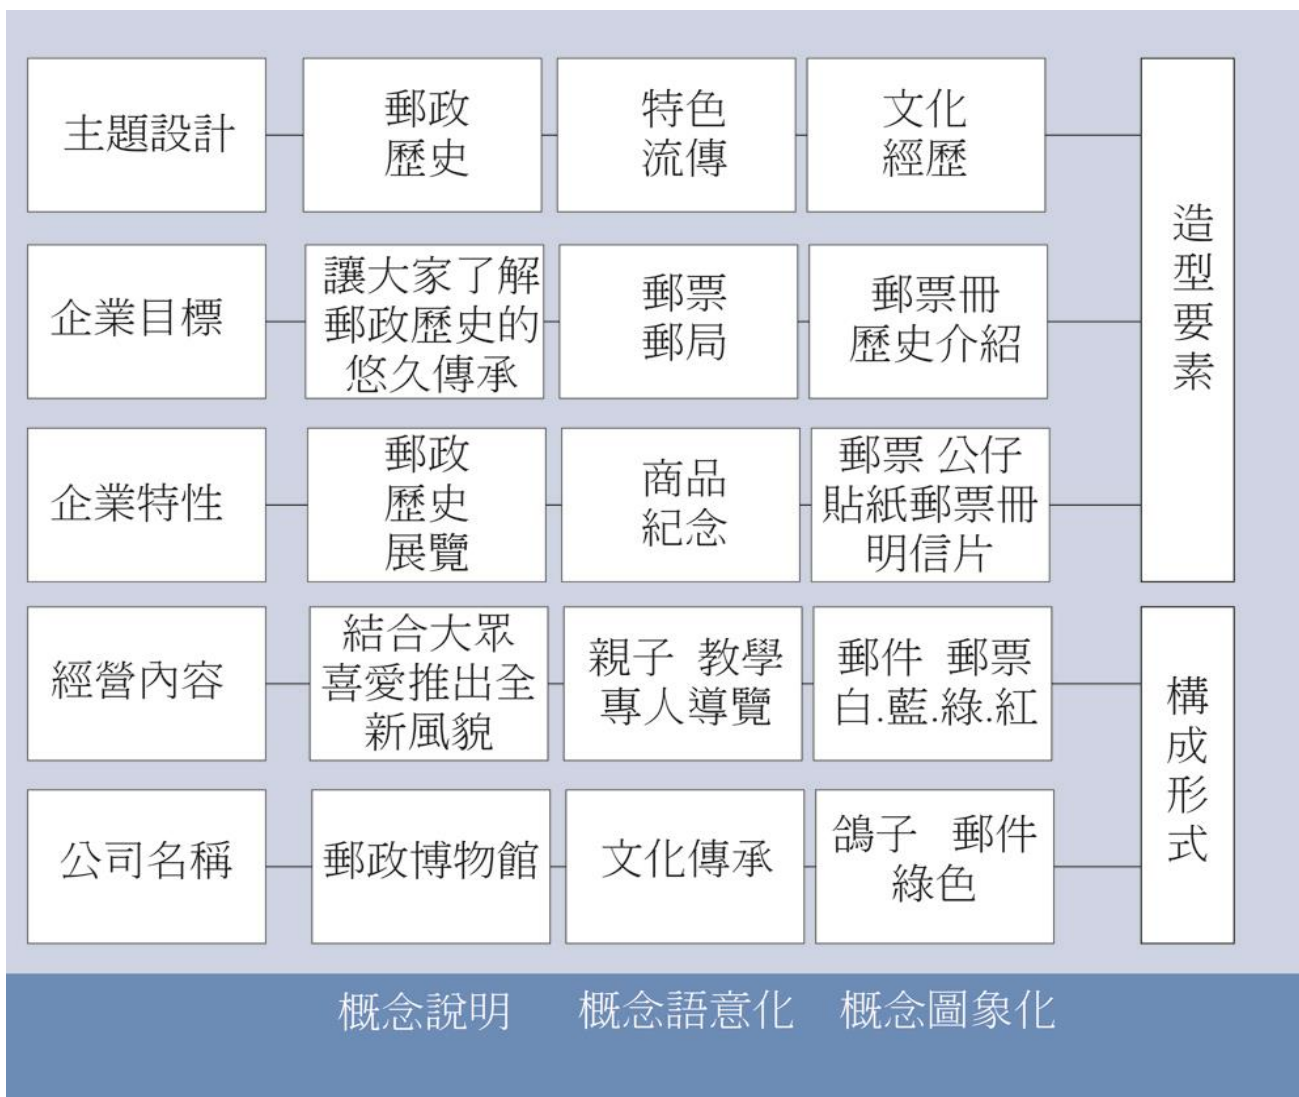 主題設計
郵政
歷史
特色
流傳
文化
經歷
企業目標
讓大家了解
郵政歷史的
悠久傳承
郵票
郵局
郵票冊
歷史介紹
企業特性
郵政
歷史
展覽
商品
紀念
郵票 公仔
貼紙郵票冊
明信片
造型要素
經營內容
結合大眾
喜愛推出全
新風貌
親子 教學
專人導覽
郵件 郵票
白.藍.綠.紅
公司名稱
郵政博物館
文化傳承
鴿子 郵件
綠色
構成形式
概念說明
概念語意化
概念圖象化